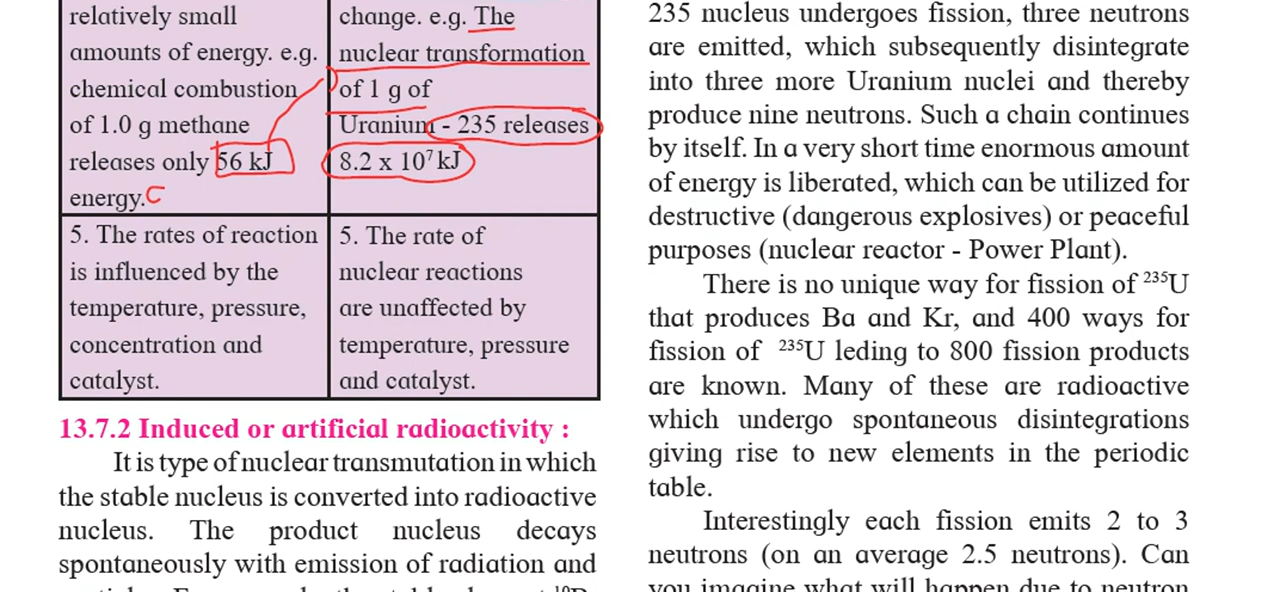 relatively small
amounts of energy. e.g.
chemical combustion
of 1.0 g methane
releases only 56 kJ
energy.
change. e.g. The
nuclear transformation
of 1 g of
Uranium - 235 releases
8.2 x 10⁷ kJ
5. The rates of reaction
is influenced by the
temperature, pressure,
concentration and
catalyst.
5. The rate of
nuclear reactions
are unaffected by
temperature, pressure
and catalyst.
13.7.2 Induced or artificial radioactivity :
It is type of nuclear transmutation in which
the stable nucleus is converted into radioactive
nucleus. The product nucleus decays
spontaneously with emission of radiation and
235 nucleus undergoes fission, three neutrons
are emitted, which subsequently disintegrate
into three more Uranium nuclei and thereby
produce nine neutrons. Such a chain continues
by itself. In a very short time enormous amount
of energy is liberated, which can be utilized for
destructive (dangerous explosives) or peaceful
purposes (nuclear reactor - Power Plant).
There is no unique way for fission of ²³⁵U
that produces Ba and Kr, and 400 ways for
fission of ²³⁵U leding to 800 fission products
are known. Many of these are radioactive
which undergo spontaneous disintegrations
giving rise to new elements in the periodic
table.
Interestingly each fission emits 2 to 3
neutrons (on an average 2.5 neutrons). Can
you imagine what will happen due to neutron